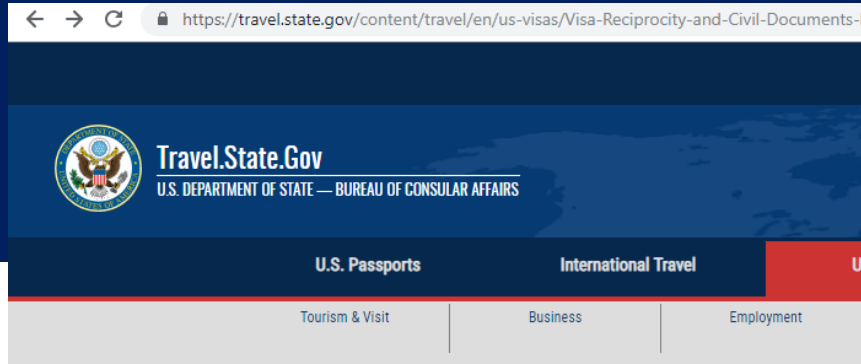 https://travel.state.gov/content/travel/en/us-visas/Visa-Reciprocity-and-Civil-Documents-
Travel.State.Gov
U.S. DEPARTMENT OF STATE — BUREAU OF CONSULAR AFFAIRS
U.S. Passports International Travel U
Tourism & Visit Business Employment